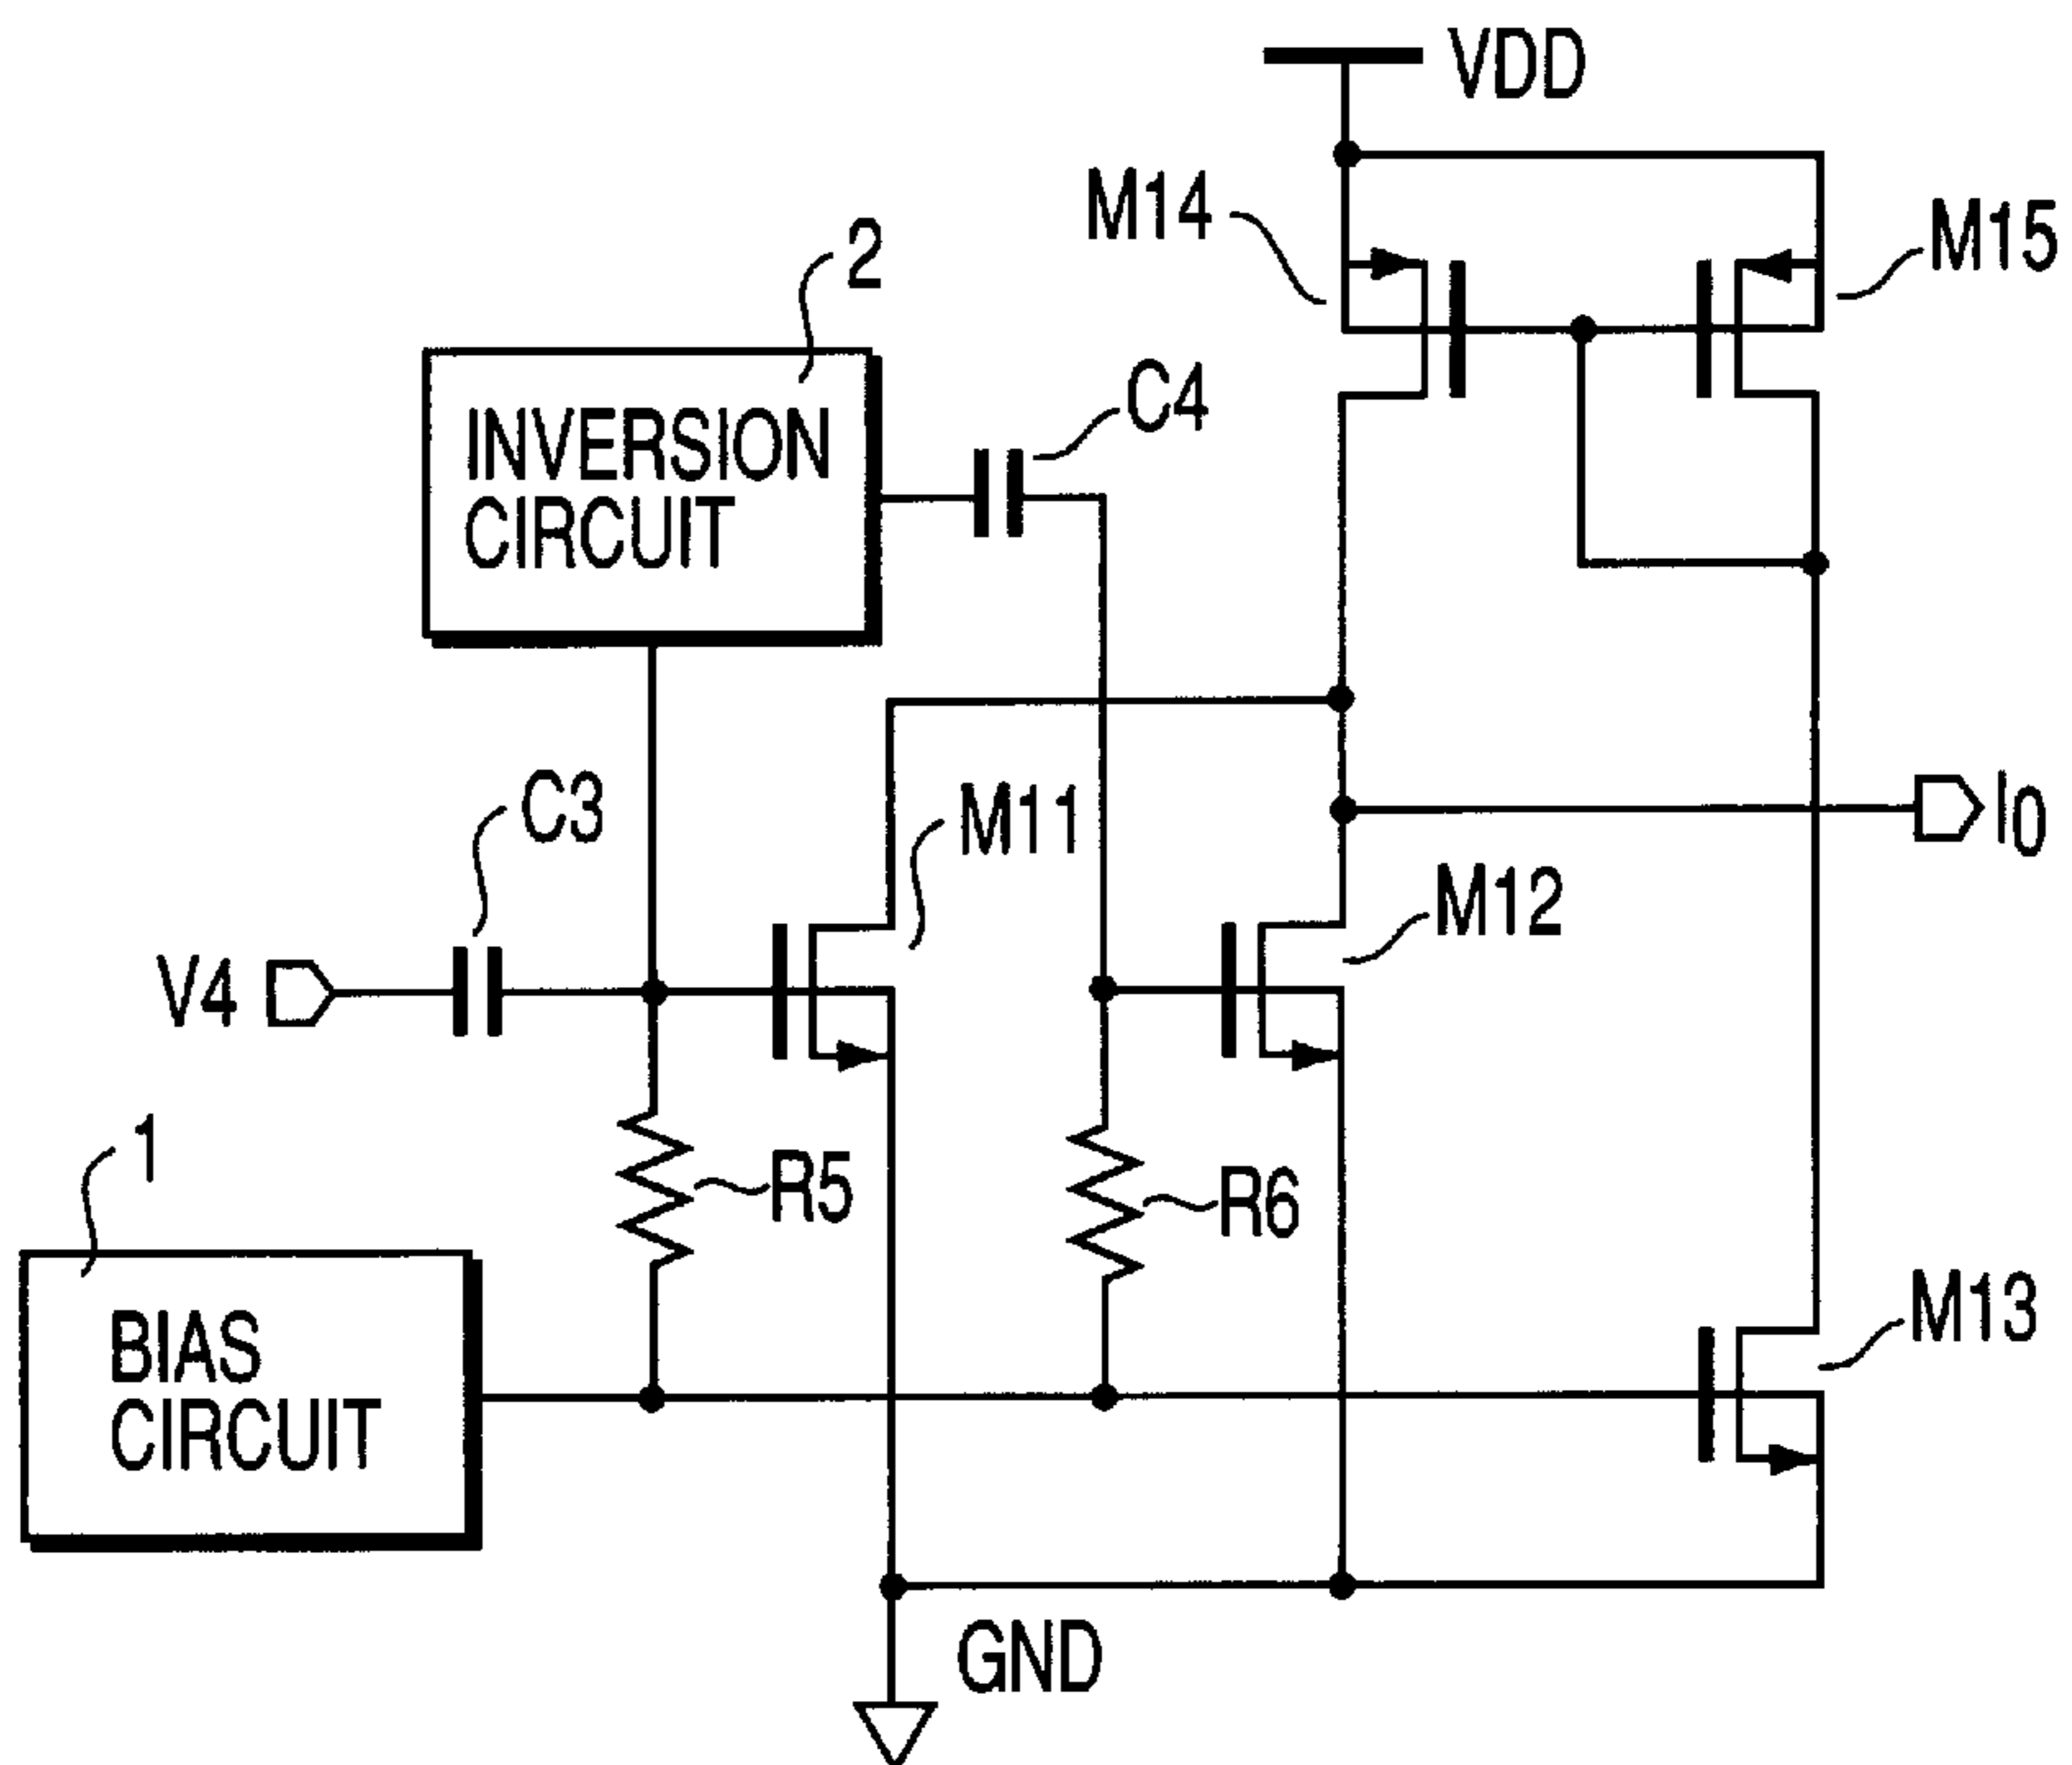 VDD
M14
M15
2
C4
INVERSION
CIRCUIT
C3
M11
I0
M12
V4
1
R5
R6
M13
BIAS
CIRCUIT
GND